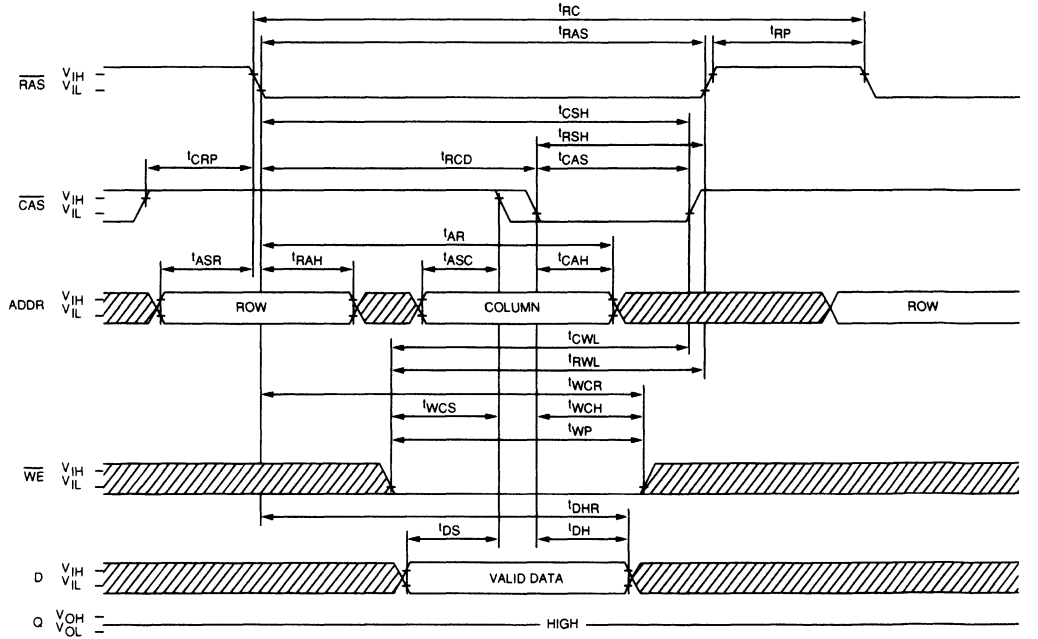 tRC
tRAS
tRP
RAS VIH VIL
tCSH
tRSH
tCRP tRCD tCAS
CAS VIH VIL
tAR
tASR tRAH tASC tCAH
ADDR VIH VIL ROW COLUMN ROW
tCWL
tRWL
tWCR
tWCS tWCH
tWP
WE VIH VIL
tDHR
tDS tDH
D VIH VIL VALID DATA
Q VOH VOL HIGH